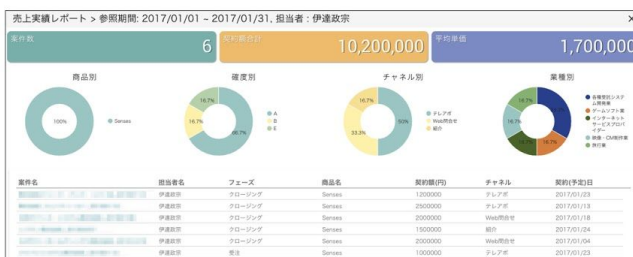 売上実績レポート > 参照期間: 2017/01/01 ~ 2017/01/31, 担当者 : 伊達政宗 ×
案件数 6
契約額合計 10,200,000
平均単価 1,700,000
商品別
100%
Senses
確度別
16.7%
16.7%
66.7%
A
B
E
チャネル別
16.7%
33.3%
50%
テレアポ
Web問合せ
紹介
業種別
16.7%
16.7%
16.7%
16.7%
各種受託システム開発業
ゲームソフト業
インターネットサービスプロバイダー
映像・CM制作業
旅行業
案件名 担当者名 フェーズ 商品名 契約額(円) チャネル 契約(予定)日
伊達政宗 クロージング Senses 1200000 テレアポ 2017/01/23
伊達政宗 クロージング Senses 2500000 テレアポ 2017/01/13
伊達政宗 クロージング Senses 2000000 Web問合せ 2017/01/18
伊達政宗 クロージング Senses 1500000 紹介 2017/01/24
伊達政宗 クロージング Senses 2000000 Web問合せ 2017/01/04
伊達政宗 受注 Senses 1000000 テレアポ 2017/01/23